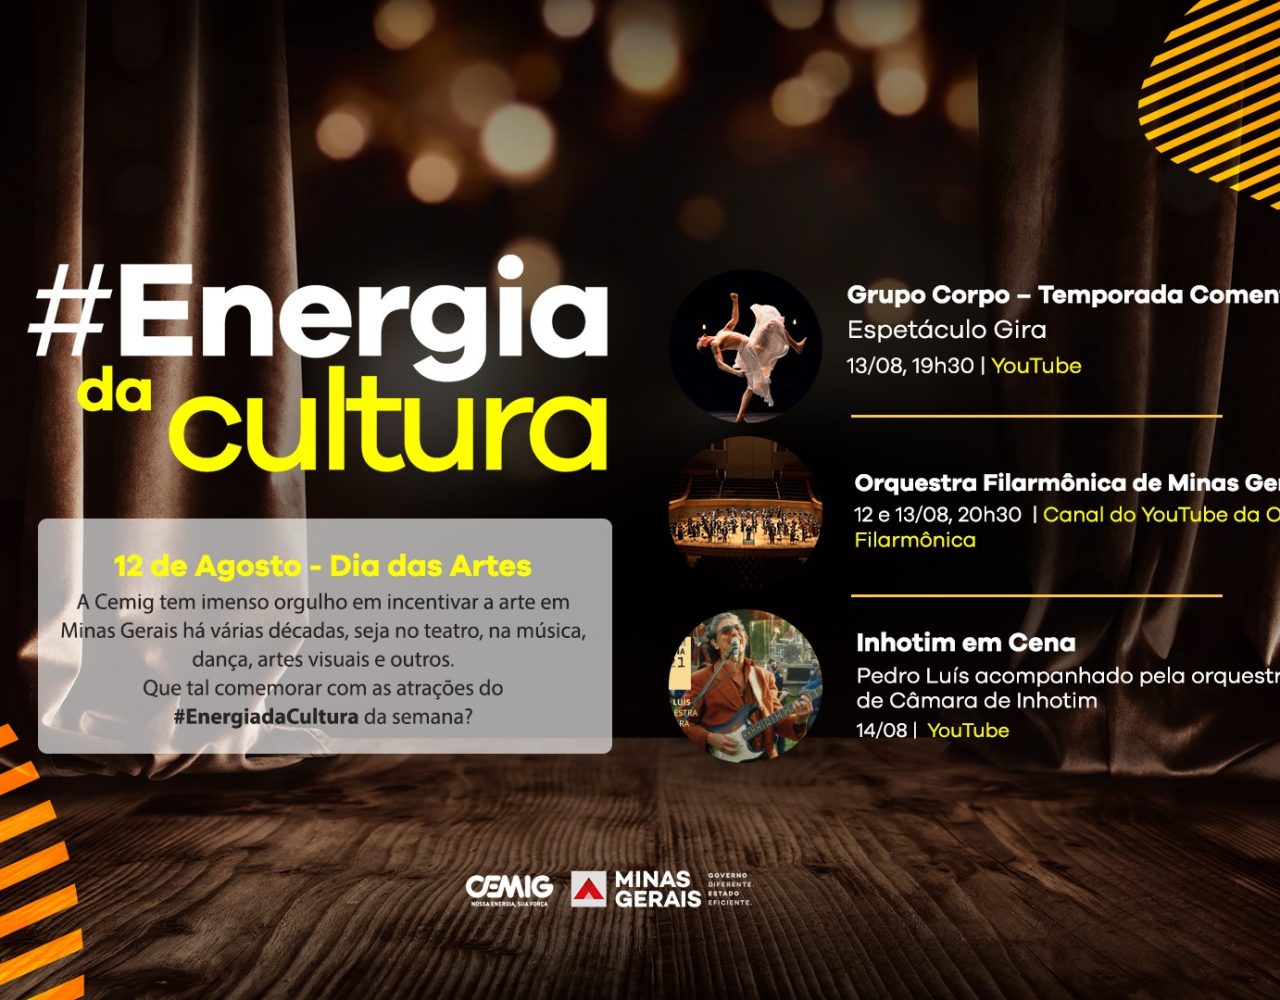 #Energia
da cultura
12 de Agosto - Dia das Artes
A Cemig tem imenso orgulho em incentivar a arte em
Minas Gerais há várias décadas, seja no teatro, na música,
dança, artes visuais e outros.
Que tal comemorar com as atrações do
#EnergiadaCultura da semana?
Grupo Corpo – Temporada Coment
Espetáculo Gira
13/08, 19h30 | YouTube
Orquestra Filarmônica de Minas Ger
12 e 13/08, 20h30 | Canal do YouTube da O
Filarmônica
Inhotim em Cena
Pedro Luís acompanhado pela orquestr
de Câmara de Inhotim
14/08 | YouTube
CEMIG
NOSSA ENERGIA, SUA FORÇA
MINAS
GERAIS
GOVERNO
DIFERENTE.
ESTADO
EFICIENTE.